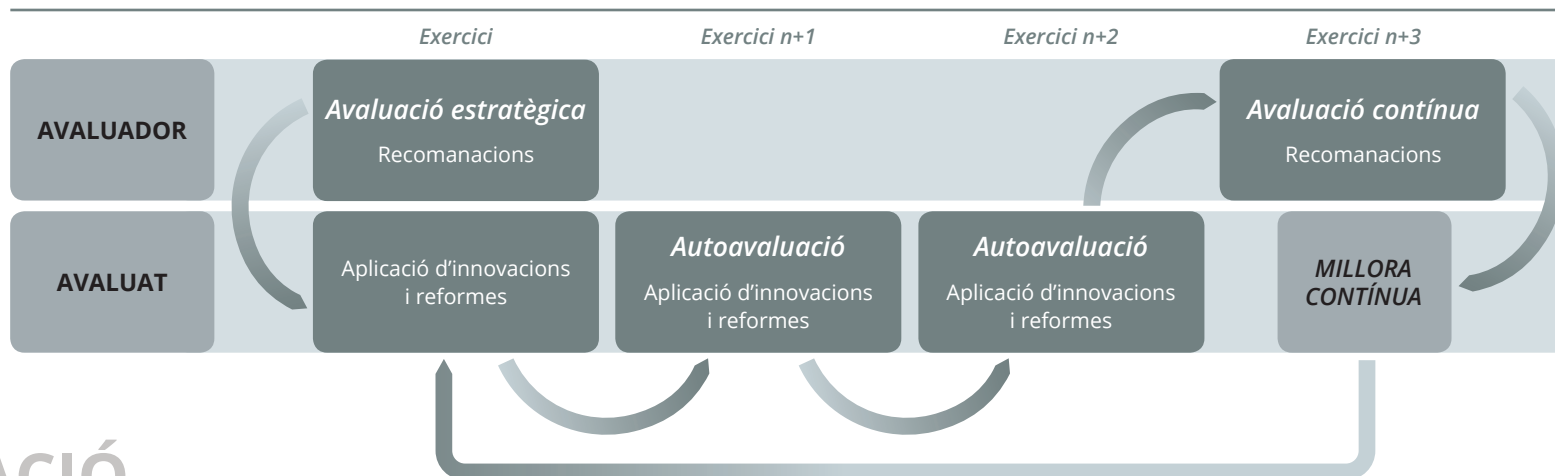 Exercici
Exercici n+1
Exercici n+2
Exercici n+3
AVALUADOR
Avaluació estratègica
Recomanacions
Avaluació contínua
Recomanacions
AVALUAT
Aplicació d’innovacions
i reformes
Autoavaluació
Aplicació d’innovacions
i reformes
Autoavaluació
Aplicació d’innovacions
i reformes
MILLORA
CONTÍNUA
ACIÓ